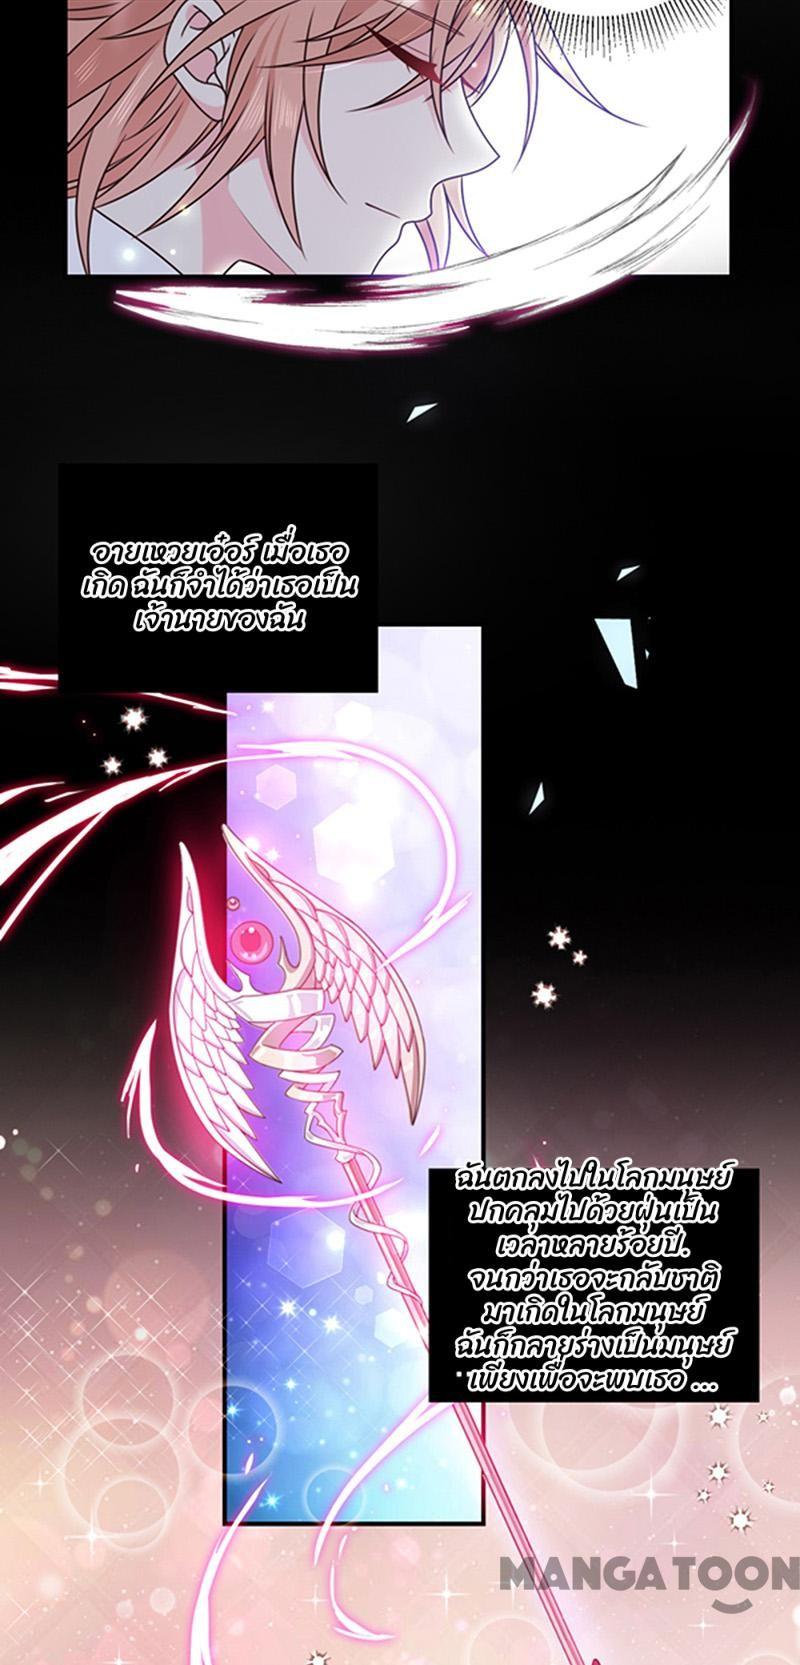 อายเหวยเอ๋อร์ เมื่อเธอ
เกิด ฉันก็จำได้ว่าเธอเป็น
เจ้านายของฉัน
ฉันตกลงไปในโลกมนุษย์
ปกคลุมไปด้วยฝุ่นเป็น
เวลาหลายร้อยปี.
จนกว่าเธอจะกลับชาติ
มาเกิดในโลกมนุษย์
ฉันก็กลายร่างเป็นมนุษย์
เพียงเพื่อจะพบเธอ ...
MANGATOON